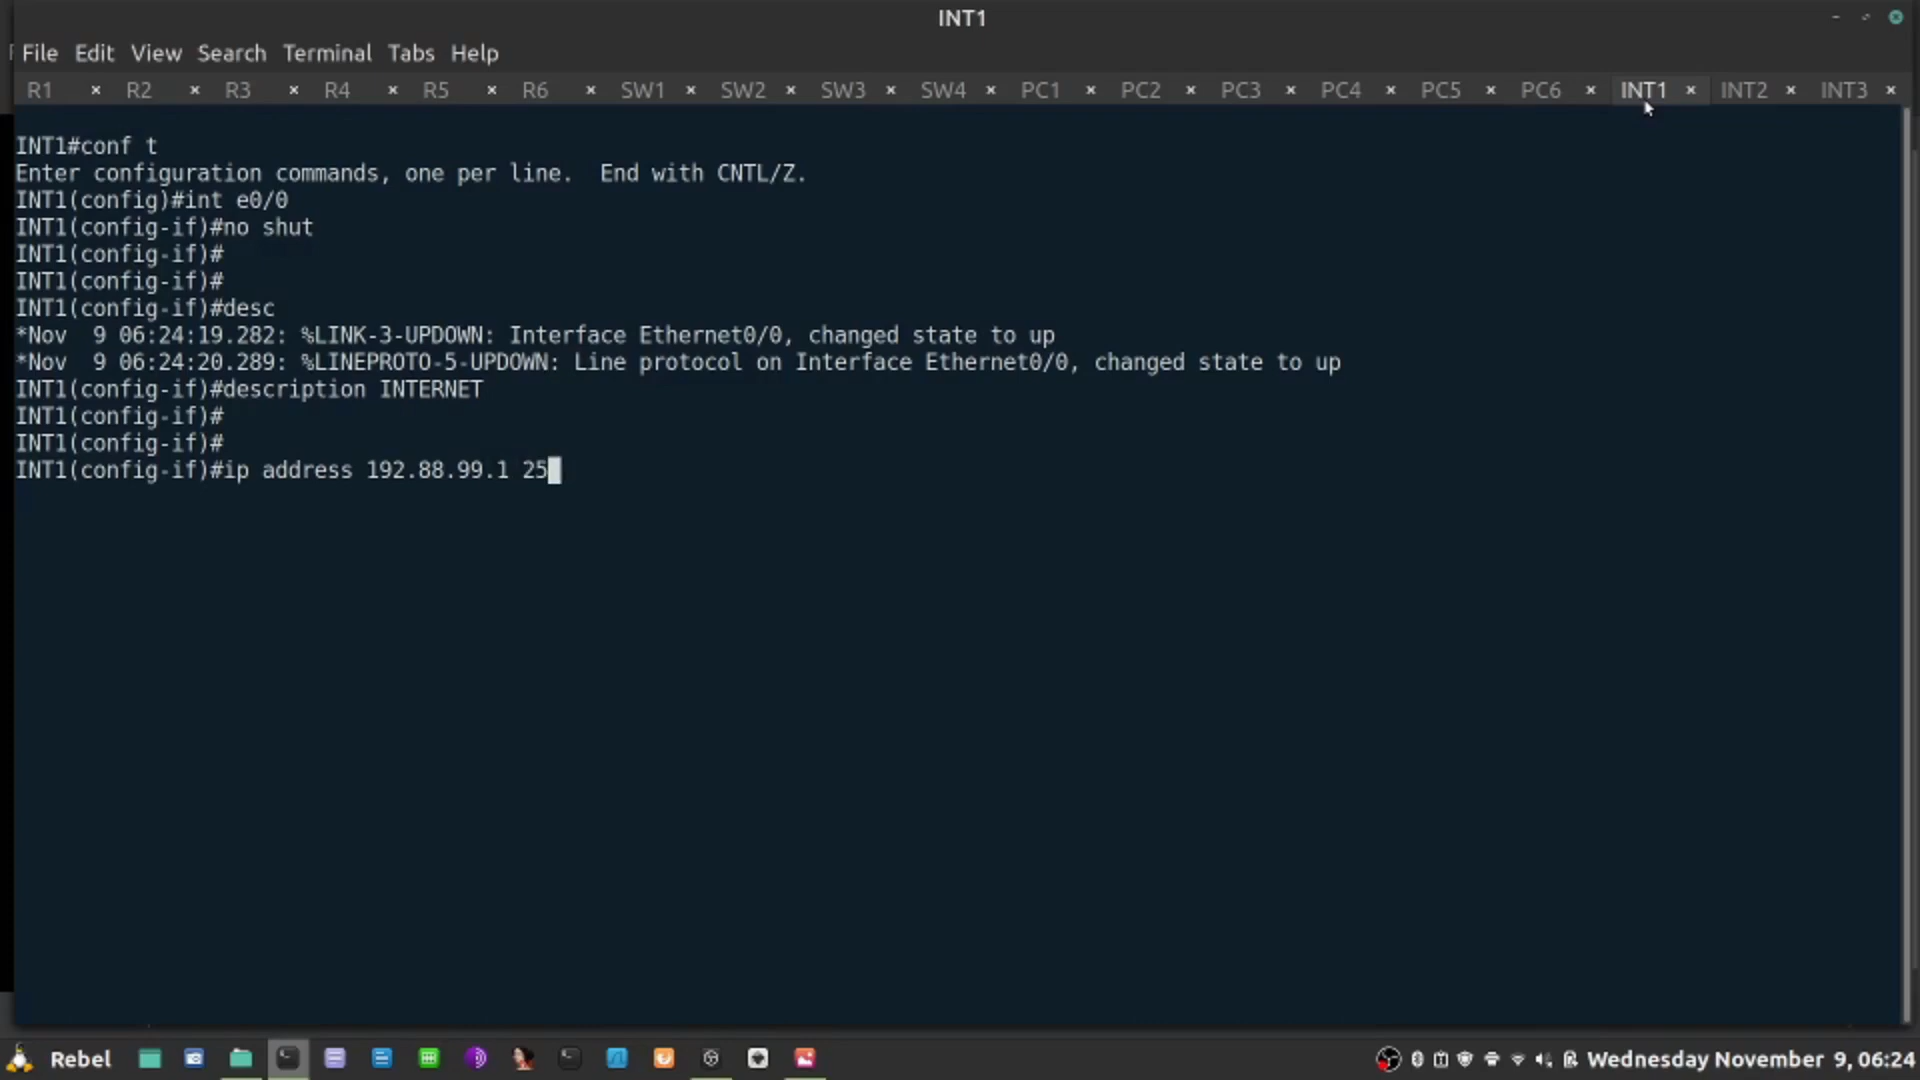 INT1
File Edit View Search Terminal Tabs Help
R1 × R2 × R3 × R4 × R5 × R6 × SW1 × SW2 × SW3 × SW4 × PC1 × PC2 × PC3 × PC4 × PC5 × PC6 × INT1 × INT2 × INT3 ×
INT1#conf t
Enter configuration commands, one per line.  End with CNTL/Z.
INT1(config)#int e0/0
INT1(config-if)#no shut
INT1(config-if)#
INT1(config-if)#
INT1(config-if)#desc
*Nov  9 06:24:19.282: %LINK-3-UPDOWN: Interface Ethernet0/0, changed state to up
*Nov  9 06:24:20.289: %LINEPROTO-5-UPDOWN: Line protocol on Interface Ethernet0/0, changed state to up
INT1(config-if)#description INTERNET
INT1(config-if)#
INT1(config-if)#
INT1(config-if)#ip address 192.88.99.1 25
Rebel Wednesday November 9, 06:24